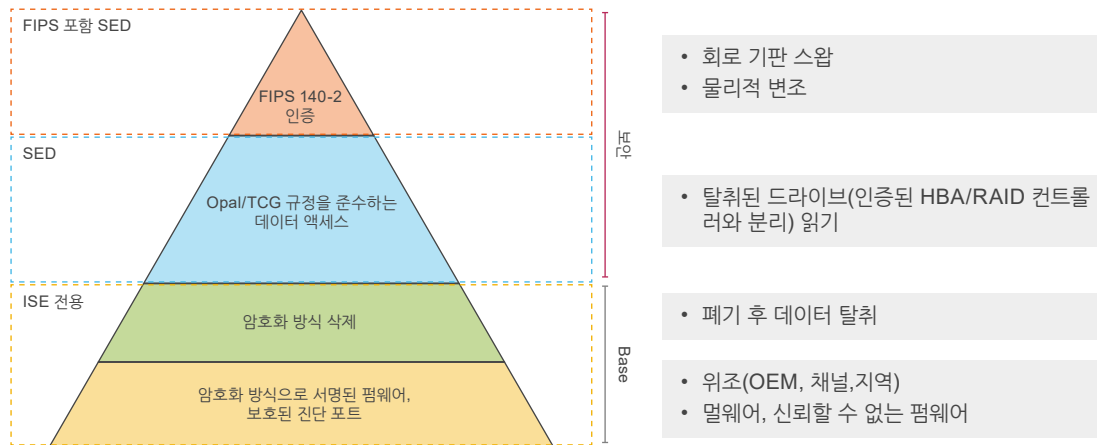 FIPS 포함 SED
FIPS 140-2
인증
SED
Opal/TCG 규정을 준수하는
데이터 액세스
ISE 전용
암호화 방식 삭제
암호화 방식으로 서명된 펌웨어,
보호된 진단 포트
보안
Base
• 회로 기판 스왑
• 물리적 변조
• 탈취된 드라이브(인증된 HBA/RAID 컨트롤
러와 분리) 읽기
• 폐기 후 데이터 탈취
• 위조(OEM, 채널,지역)
• 멀웨어, 신뢰할 수 없는 펌웨어